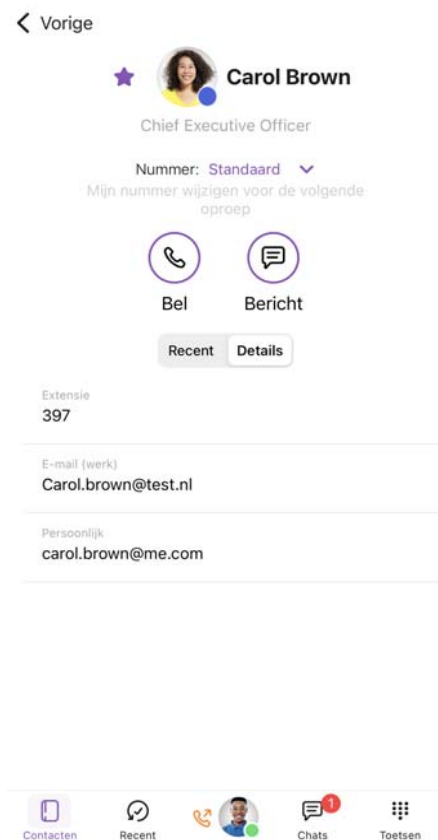 Vorige
Carol Brown
Chief Executive Officer
Nummer: Standaard
Mijn nummer wijzigen voor de volgende
oproep
Bel Bericht
Recent Details
Extensie
397
E-mail (werk)
Carol.brown@test.nl
Persoonlijk
carol.brown@me.com
1
Contacten Recent Chats Toetsen